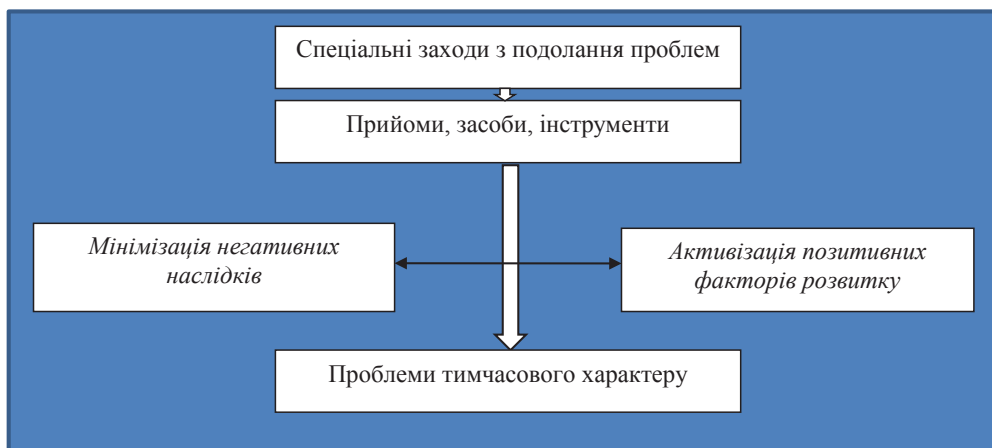 Спеціальні заходи з подолання проблем
Прийоми, засоби, інструменти
Мінімізація негативних
наслідків
Активізація позитивних
факторів розвитку
Проблеми тимчасового характеру